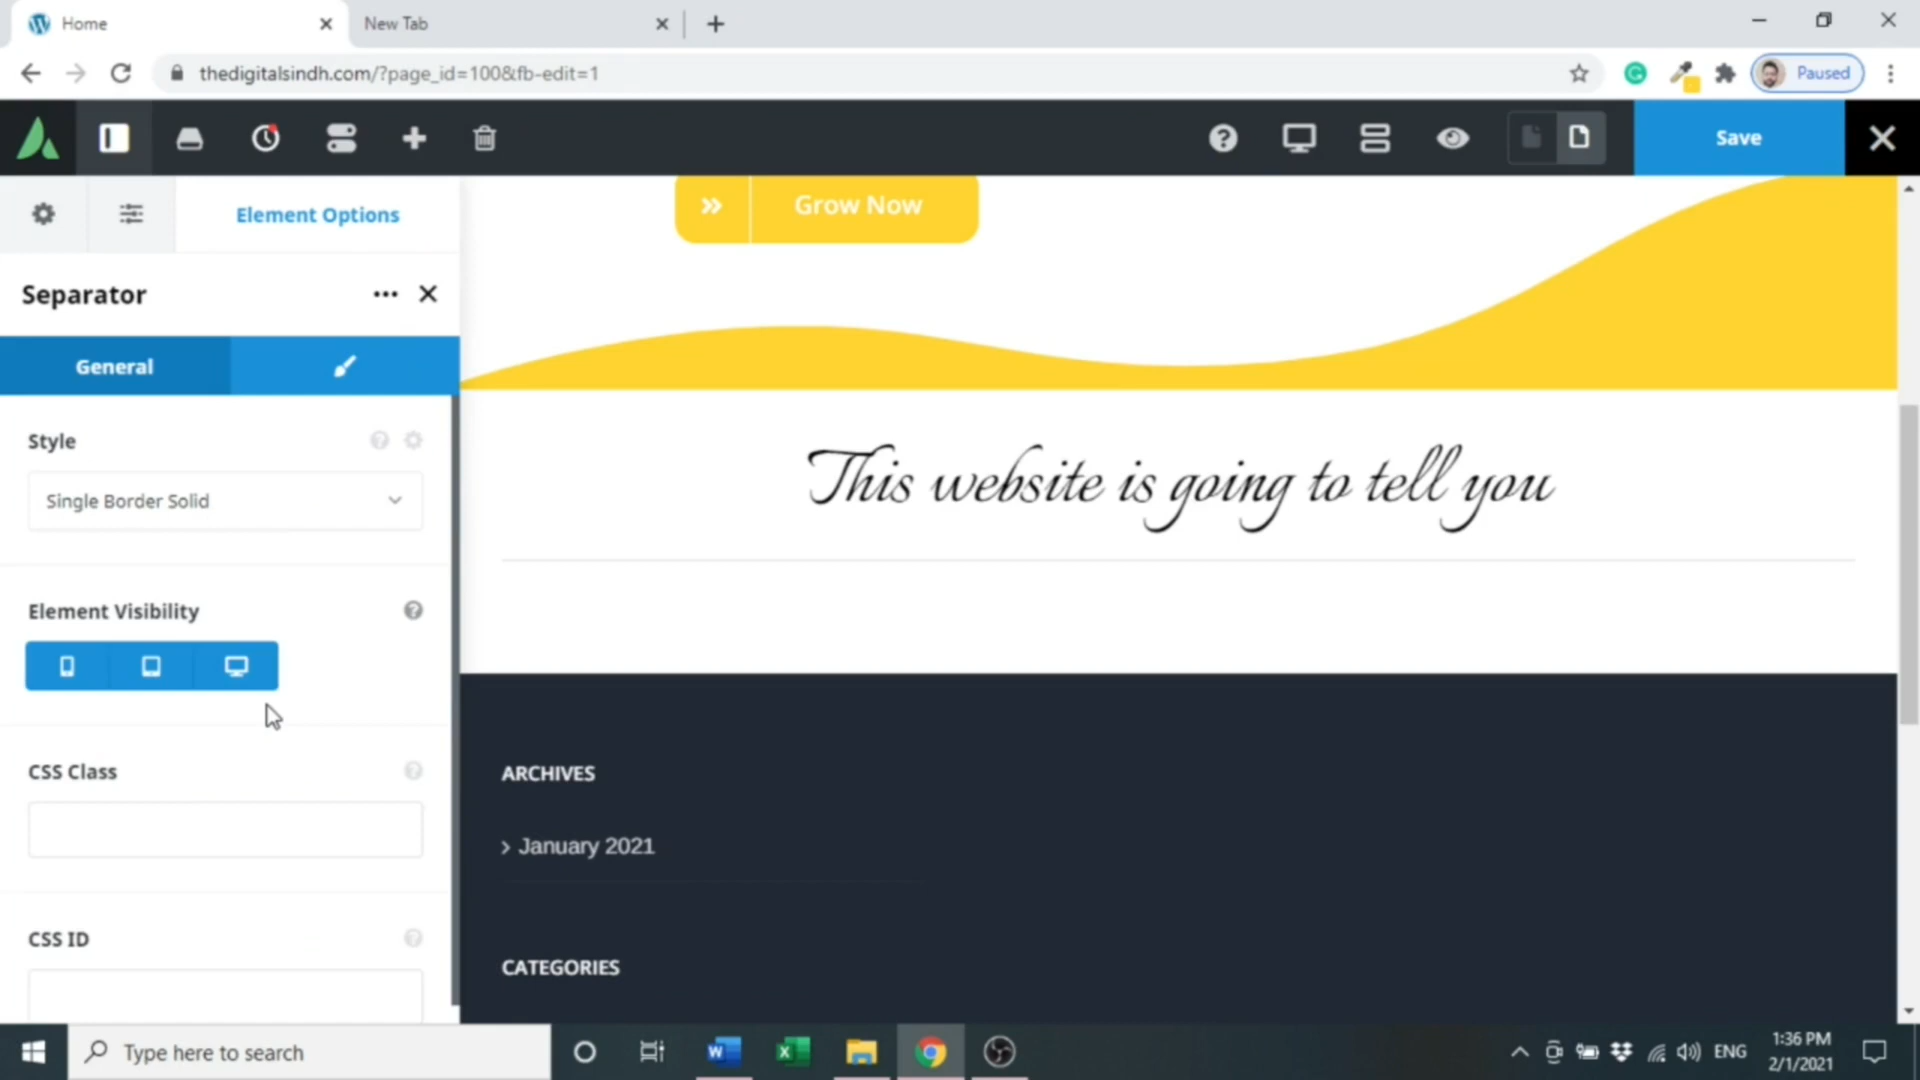 Home
New Tab
thedigitalsindh.com/?page_id=100&fb-edit=1
Paused
Save
Element Options
Grow Now
Separator
General
Style
Single Border Solid
This website is going to tell you
Element Visibility
CSS Class
ARCHIVES
January 2021
CSS ID
CATEGORIES
Type here to search
ENG
1:36 PM
2/1/2021